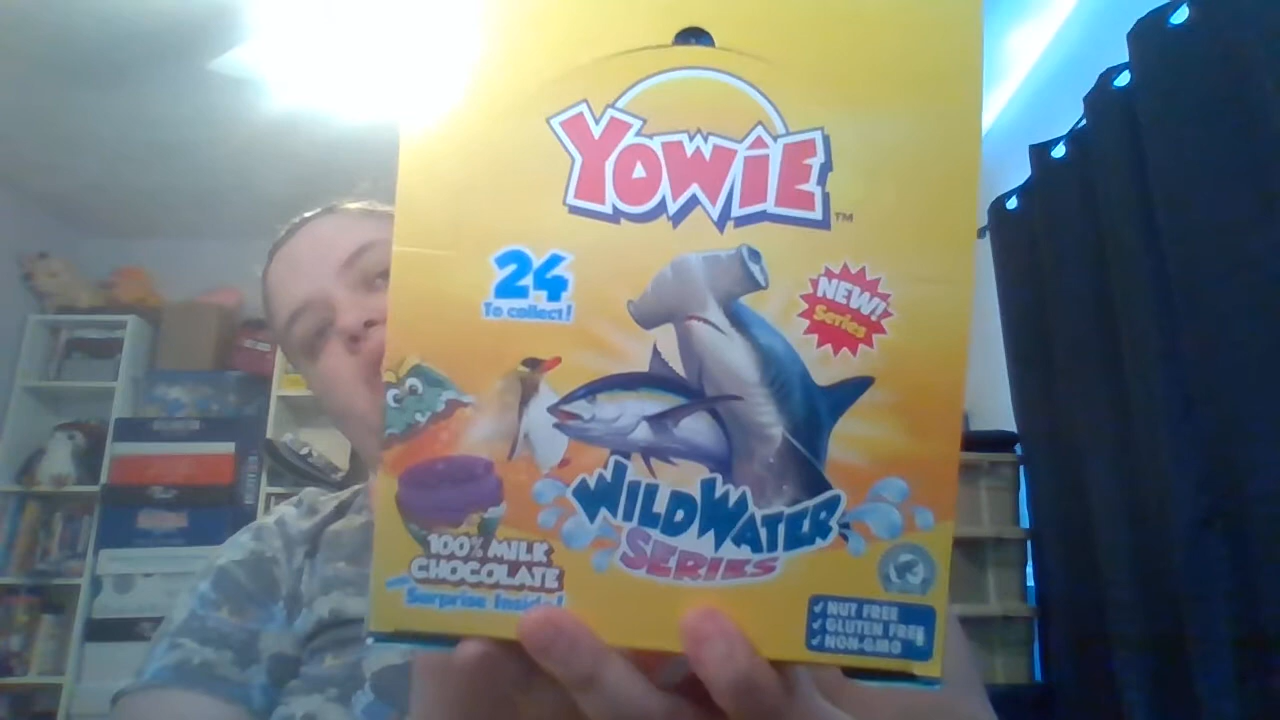 YOWIE
TM
24
To collect!
NEW!
Series
WILDWATER
SERIES
100% MILK
CHOCOLATE
Surprise Inside!
✓ NUT FREE
✓ GLUTEN FREE
✓ NON-GMO